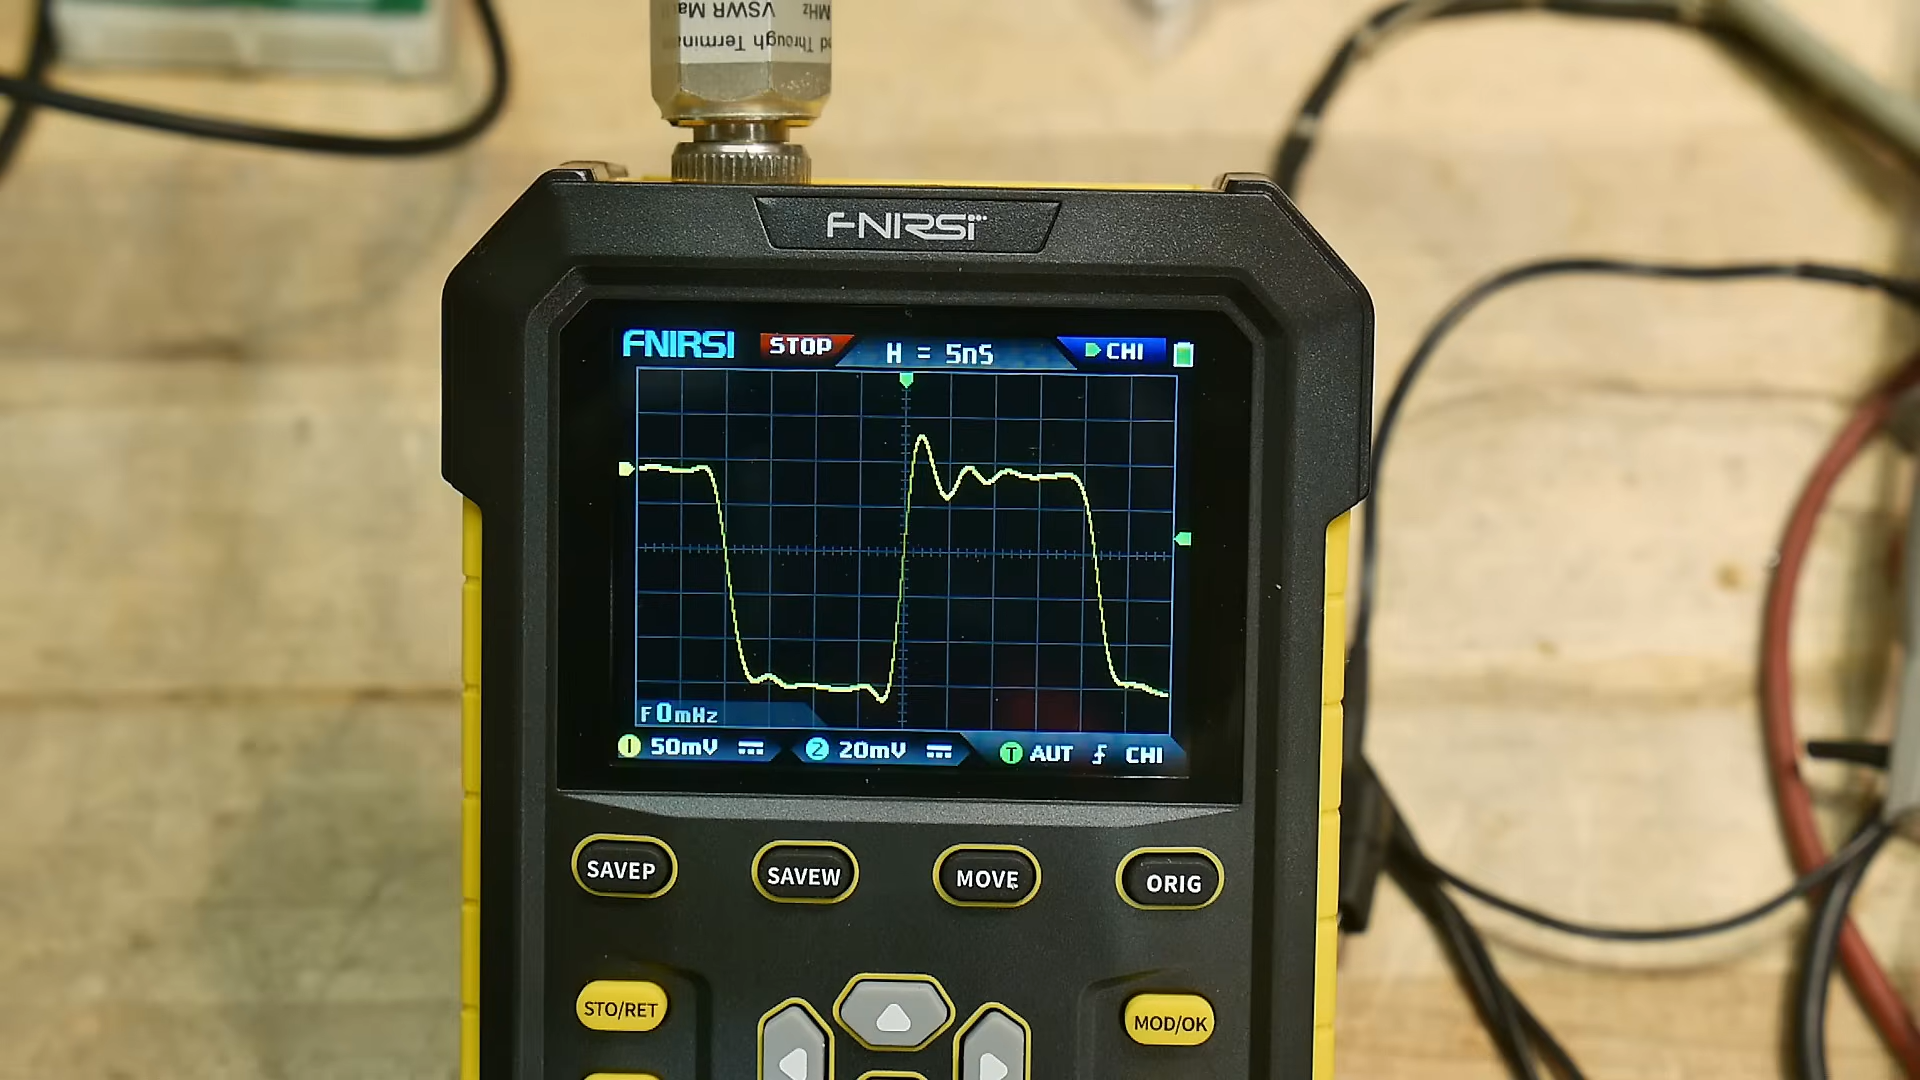 VSWR Ma
MHz
Through Termina
FNIRSI
FNIRSI STOP H = 5nS CH1
F 0mHz
1 50mV 2 20mV T AUT CH1
SAVEP SAVEW MOVE ORIG
STO/RET MOD/OK